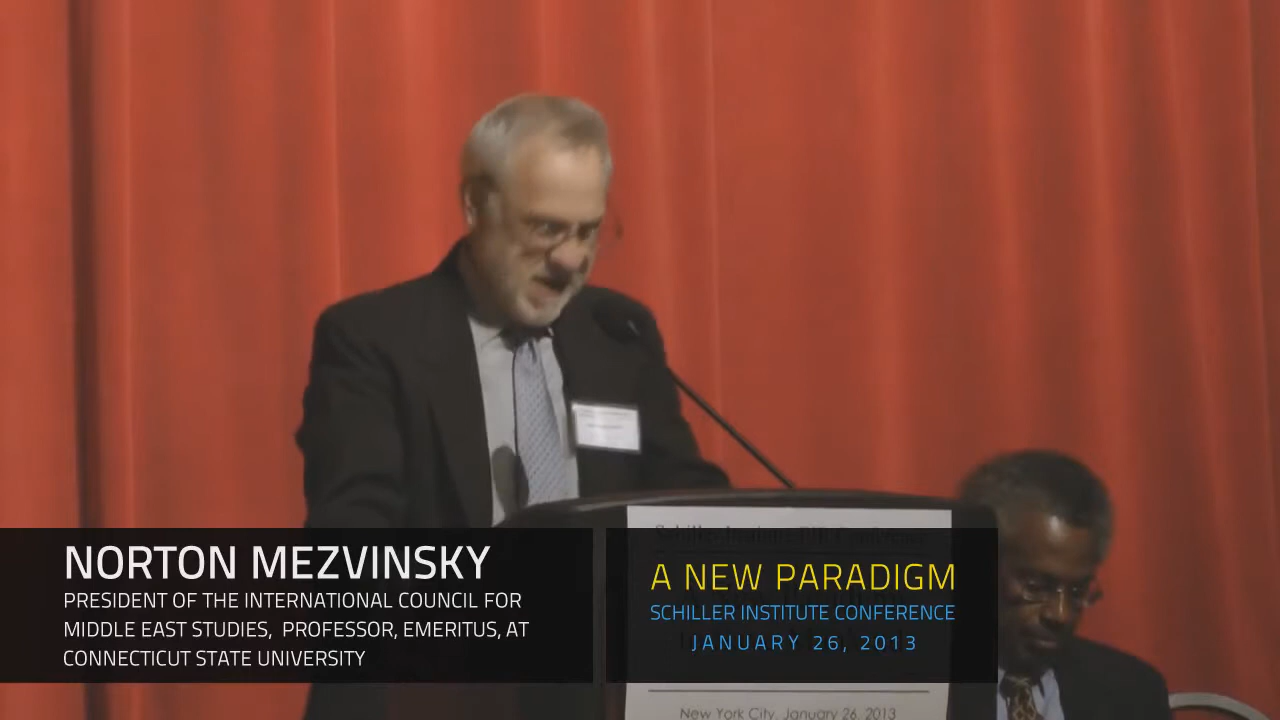 NORTON MEZVINSKY
PRESIDENT OF THE INTERNATIONAL COUNCIL FOR
MIDDLE EAST STUDIES, PROFESSOR, EMERITUS, AT
CONNECTICUT STATE UNIVERSITY
A NEW PARADIGM
SCHILLER INSTITUTE CONFERENCE
JANUARY 26, 2013
New York City, January 26, 2013